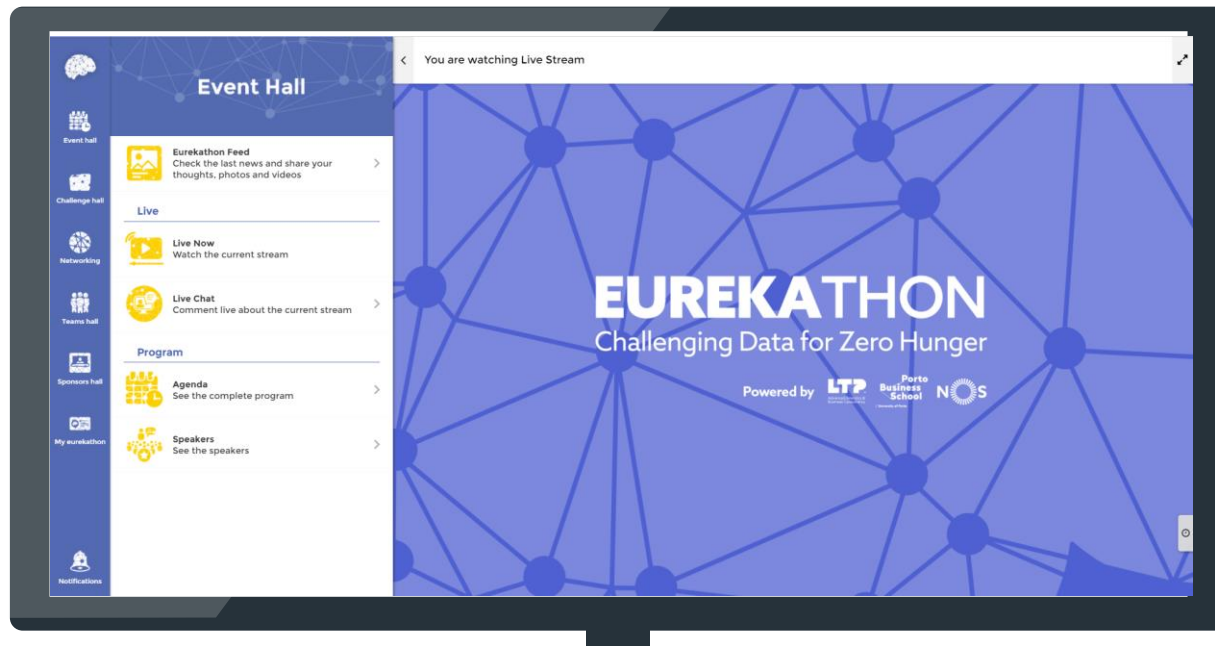 Event hall
Challenge hall
Networking
Teams hall
Sponsors hall
My eurekathon
Notifications
Event Hall
Eurekathon Feed
Check the last news and share your
thoughts, photos and videos
Live
Live Now
Watch the current stream
Live Chat
Comment live about the current stream
Program
Agenda
See the complete program
Speakers
See the speakers
You are watching Live Stream
EUREKATHON
Challenging Data for Zero Hunger
Powered by
LTP
Porto
Business
School
NOS